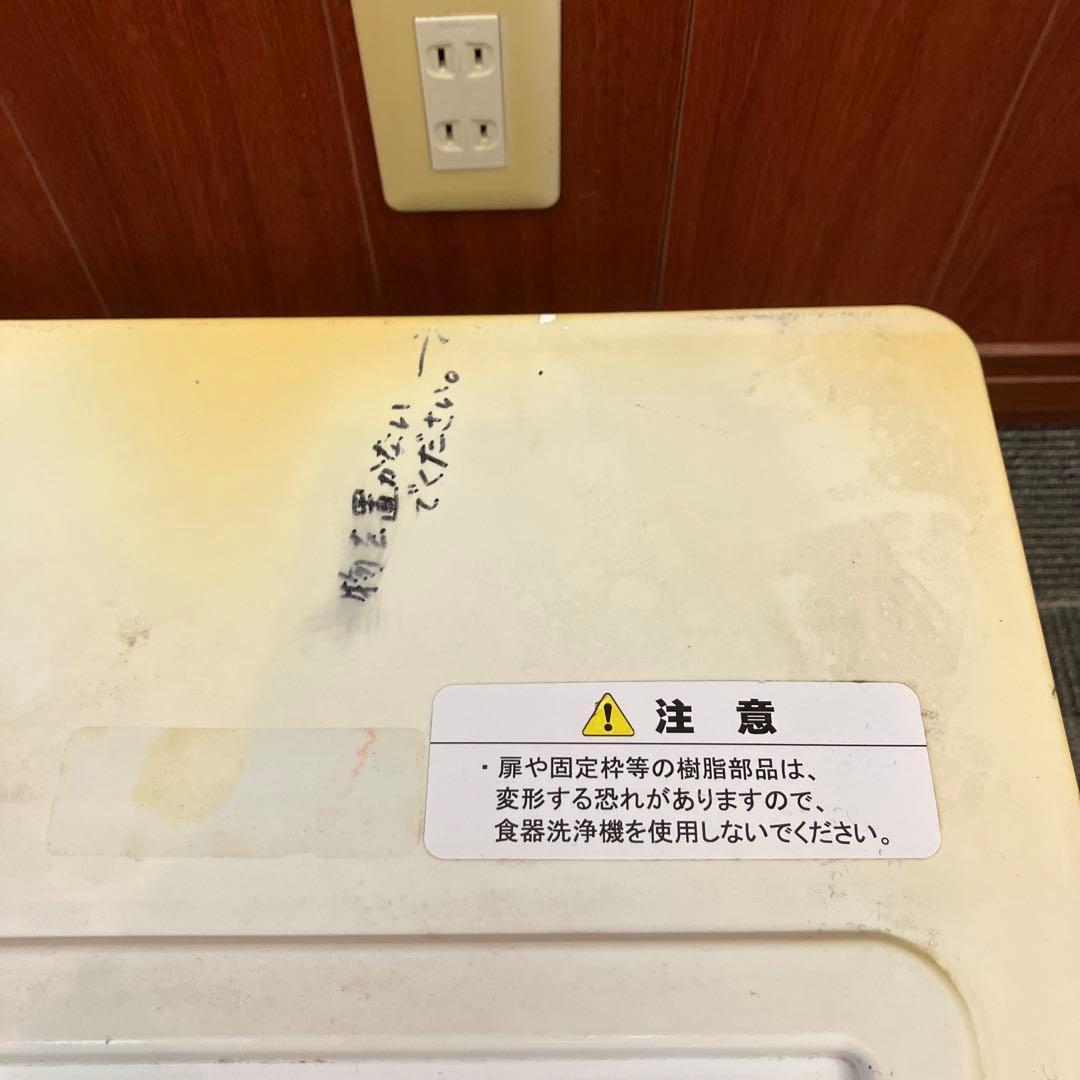 物を置かない
でください。
注意
・扉や固定枠等の樹脂部品は、
変形する恐れがありますので、
食器洗浄機を使用しないでください。